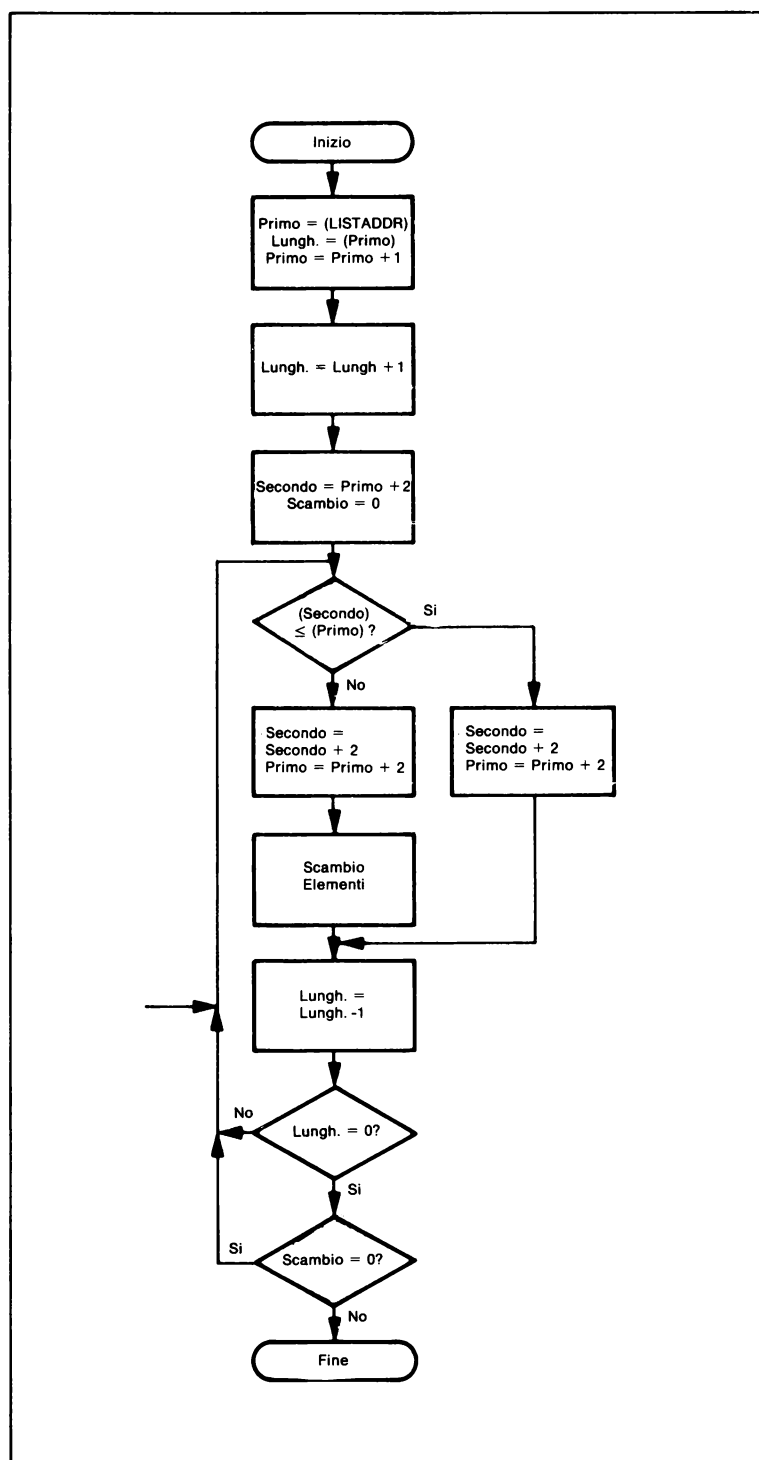 Inizio
Primo = (LISTADDR)
Lungh. = (Primo)
Primo = Primo + 1
Lungh. = Lungh + 1
Secondo = Primo + 2
Scambio = 0
(Secondo)
≤ (Primo) ?
Si
No
Secondo =
Secondo + 2
Primo = Primo + 2
Secondo =
Secondo + 2
Primo = Primo + 2
Scambio
Elementi
Lungh. =
Lungh. -1
No
Lungh. = 0?
Si
Si
Scambio = 0?
No
Fine